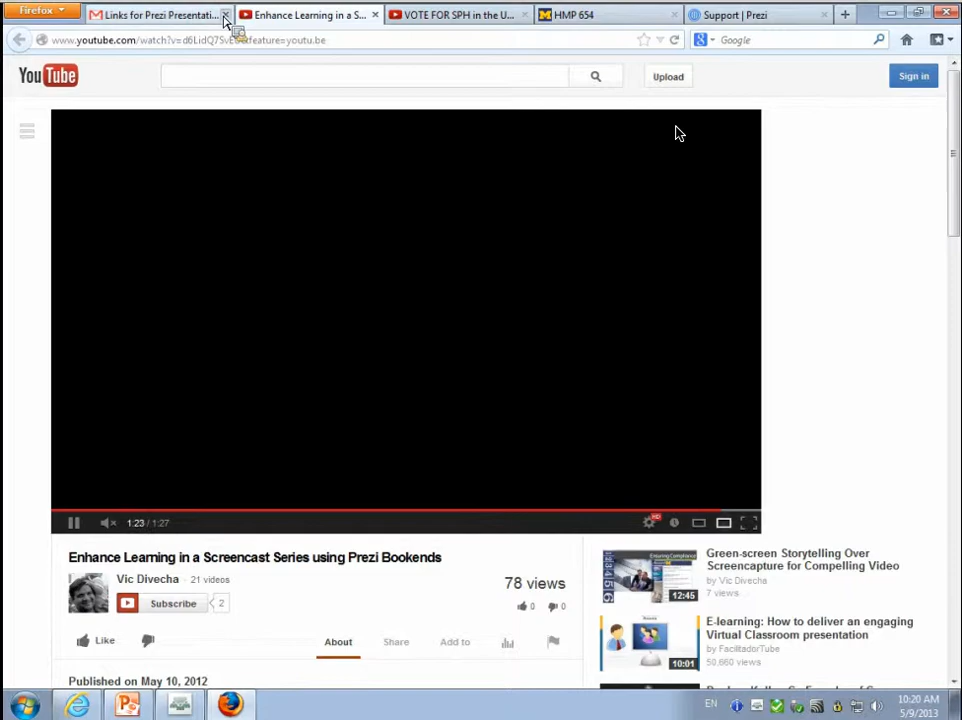 Firefox
Links for Prezi Presentati...
Enhance Learning in a S...
VOTE FOR SPH in the U...
HMP 654
Support | Prezi
www.youtube.com/watch?v=d6LidQ7SvE&feature=youtu.be
Google
YouTube
Upload
Sign in
1:23 / 1:27
HD
Enhance Learning in a Screencast Series using Prezi Bookends
Vic Divecha · 21 videos
Subscribe
2
78 views
0
0
Like
About
Share
Add to
Published on May 10, 2012
Green-screen Storytelling Over
Screencapture for Compelling Video
by Vic Divecha
7 views
12:45
E-learning: How to deliver an engaging
Virtual Classroom presentation
by FacilitadorTube
50,660 views
10:01
EN
10:20 AM
5/9/2013